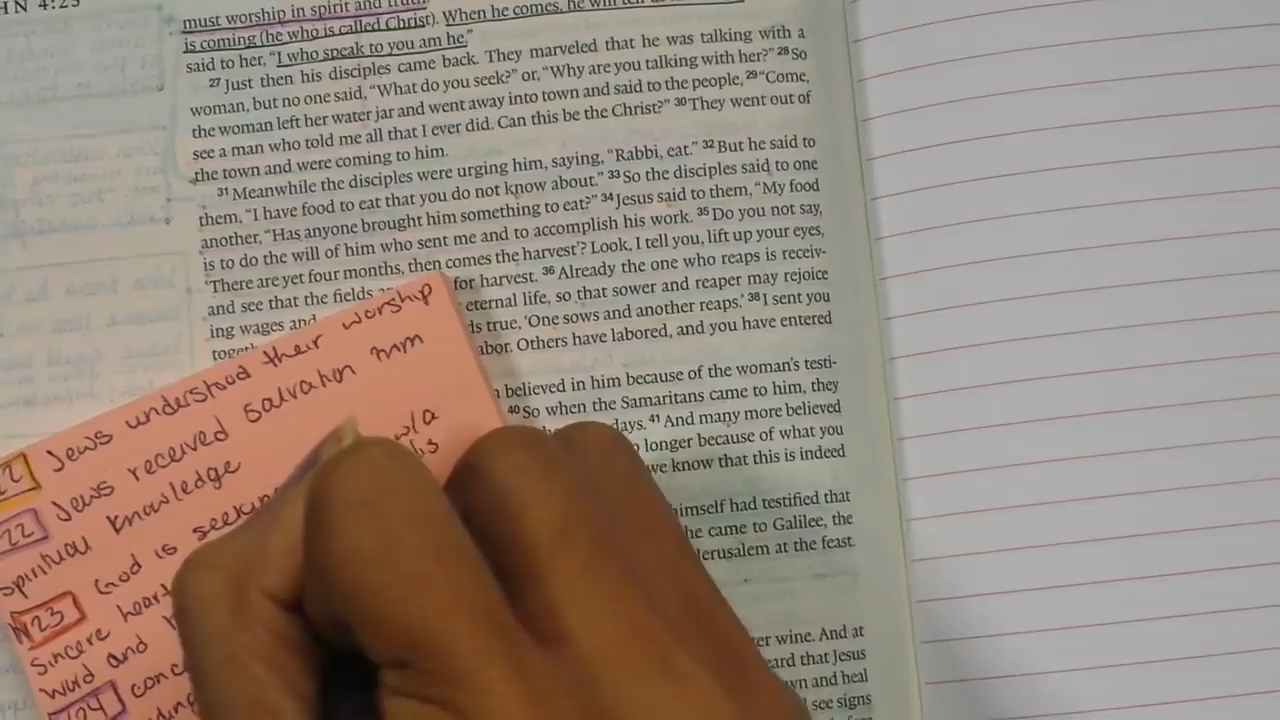 HN 4:25
must worship in spirit and truth.
is coming (he who is called Christ). When he comes, he will tell
said to her, “I who speak to you am he.”
27 Just then his disciples came back. They marveled that he was talking with a
woman, but no one said, “What do you seek?” or, “Why are you talking with her?” 28 So
the woman left her water jar and went away into town and said to the people, 29 “Come,
see a man who told me all that I ever did. Can this be the Christ?” 30 They went out of
the town and were coming to him.
31 Meanwhile the disciples were urging him, saying, “Rabbi, eat.” 32 But he said to
them, “I have food to eat that you do not know about.” 33 So the disciples said to one
another, “Has anyone brought him something to eat?” 34 Jesus said to them, “My food
is to do the will of him who sent me and to accomplish his work. 35 Do you not say,
‘There are yet four months, then comes the harvest’? Look, I tell you, lift up your eyes,
and see that the fields for harvest. 36 Already the one who reaps is receiv-
ing wages and eternal life, so that sower and reaper may rejoice
toget ds true, ‘One sows and another reaps.’ 38 I sent you
abor. Others have labored, and you have entered
believed in him because of the woman’s testi-
40 So when the Samaritans came to him, they
days. 41 And many more believed
longer because of what you
we know that this is indeed
himself had testified that
he came to Galilee, the
Jerusalem at the feast.
ter wine. And at
eard that Jesus
wn and heal
see signs
22 Jews understood their worship
22 Jews received salvation
spiritual knowledge
V23 God is seeking w/a
sincere heart
word and
V24 conc